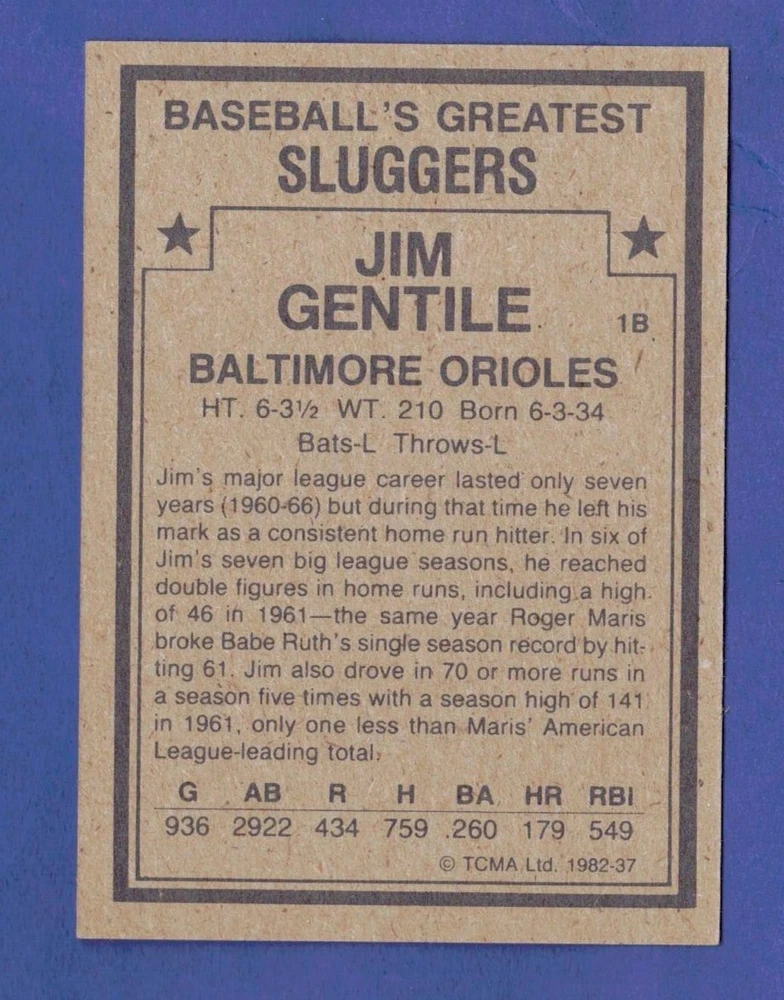 BASEBALL'S GREATEST
SLUGGERS
JIM
GENTILE
1B
BALTIMORE ORIOLES
HT. 6-3½ WT. 210 Born 6-3-34
Bats-L Throws-L
Jim's major league career lasted only seven
years (1960-66) but during that time he left his
mark as a consistent home run hitter. In six of
Jim's seven big league seasons, he reached
double figures in home runs, including a high
of 46 in 1961—the same year Roger Maris
broke Babe Ruth's single season record by hit-
ting 61. Jim also drove in 70 or more runs in
a season five times with a season high of 141
in 1961, only one less than Maris' American
League-leading total.
G AB R H BA HR RBI
936 2922 434 759 .260 179 549
© TCMA Ltd. 1982-37